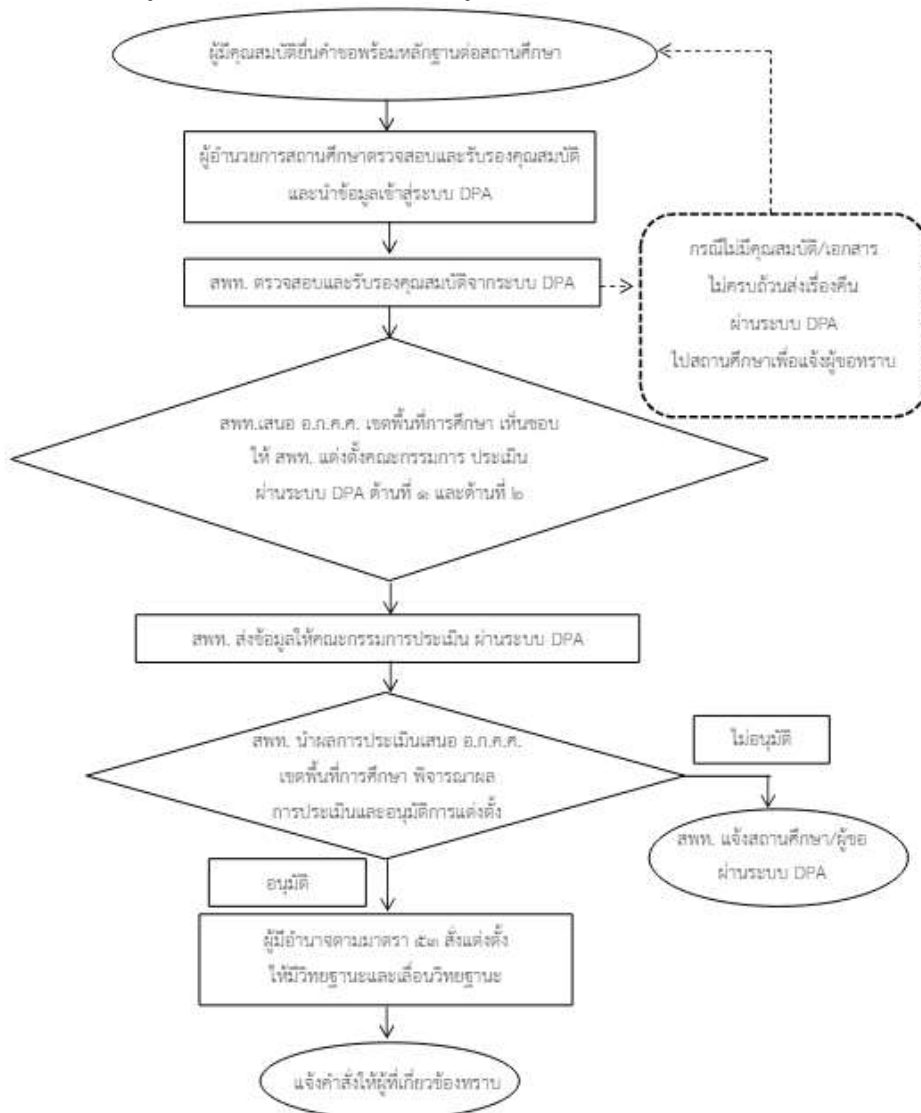 ผู้มีคุณสมบัติยื่นคำขอพร้อมหลักฐานต่อสถานศึกษา
ผู้อำนวยการสถานศึกษาตรวจสอบและรับรองคุณสมบัติ
และนำข้อมูลเข้าสู่ระบบ DPA
สพท. ตรวจสอบและรับรองคุณสมบัติจากระบบ DPA
กรณีไม่มีคุณสมบัติ/เอกสาร
ไม่ครบถ้วนส่งเรื่องคืน
ผ่านระบบ DPA
ไปสถานศึกษาเพื่อแจ้งผู้ขอทราบ
สพท.เสนอ อ.ก.ค.ศ. เขตพื้นที่การศึกษา เห็นชอบ
ให้ สพท. แต่งตั้งคณะกรรมการ ประเมิน
ผ่านระบบ DPA ด้านที่ ๑ และด้านที่ ๒
สพท. ส่งข้อมูลให้คณะกรรมการประเมิน ผ่านระบบ DPA
สพท. นำผลการประเมินเสนอ อ.ก.ค.ศ.
เขตพื้นที่การศึกษา พิจารณาผล
การประเมินและอนุมัติการแต่งตั้ง
ไม่อนุมัติ
สพท. แจ้งสถานศึกษา/ผู้ขอ
ผ่านระบบ DPA
อนุมัติ
ผู้มีอำนาจตามมาตรา ๕๓ สั่งแต่งตั้ง
ให้มีวิทยฐานะและเลื่อนวิทยฐานะ
แจ้งคำสั่งให้ผู้ที่เกี่ยวข้องทราบ